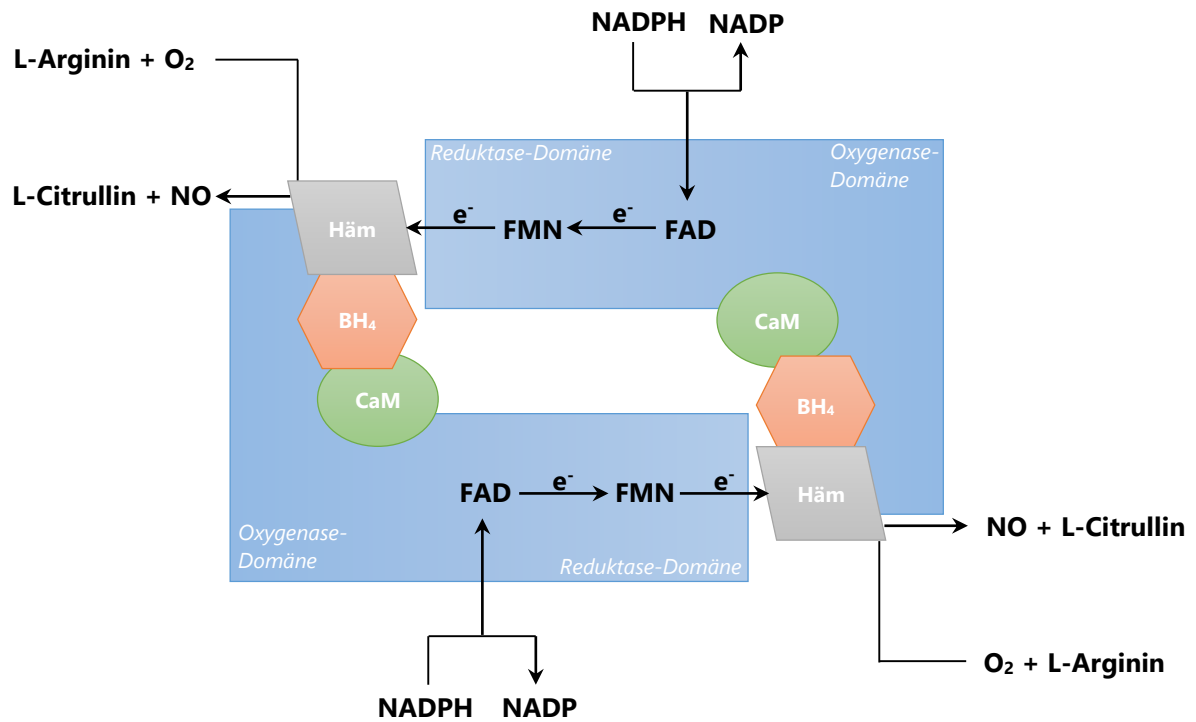 NADPH NADP
L-Arginin + O₂
Reduktase-Domäne
Oxygenase-
Domäne
L-Citrullin + NO
Häm
e⁻
FMN
e⁻
FAD
BH₄
CaM
CaM
BH₄
FAD
e⁻
FMN
e⁻
Häm
Oxygenase-
Domäne
Reduktase-Domäne
NO + L-Citrullin
O₂ + L-Arginin
NADPH NADP